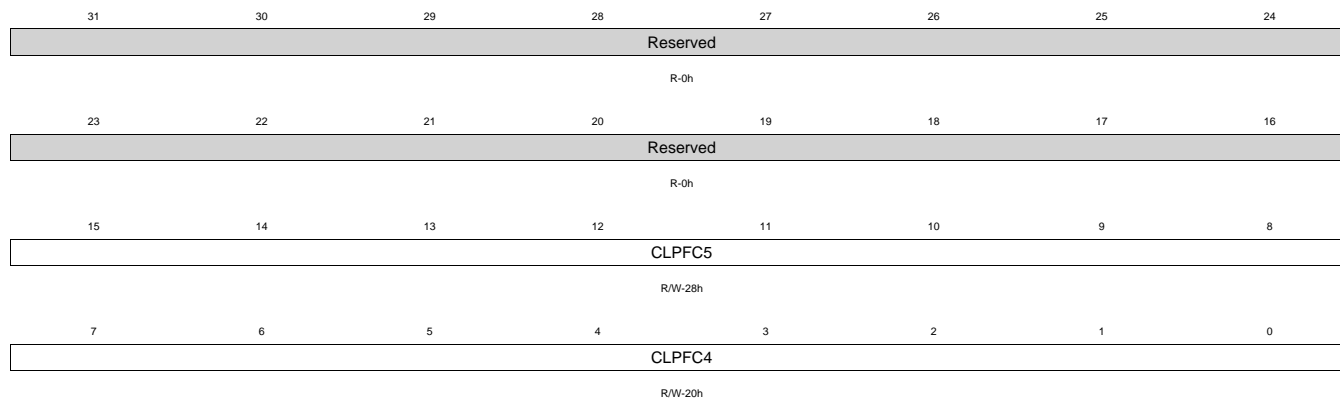 31 30 29 28 27 26 25 24
Reserved
R-0h
23 22 21 20 19 18 17 16
Reserved
R-0h
15 14 13 12 11 10 9 8
CLPFC5
R/W-28h
7 6 5 4 3 2 1 0
CLPFC4
R/W-20h